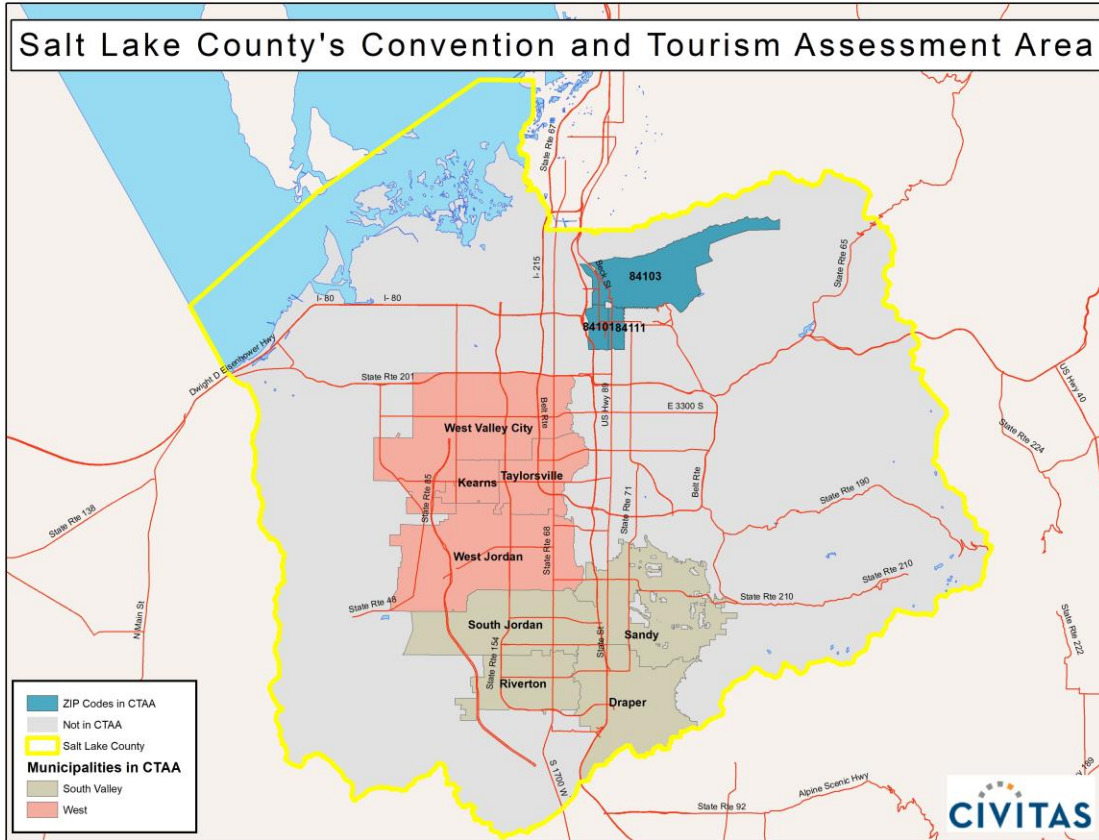 Salt Lake County's Convention and Tourism Assessment Area
State Rte 67
State Rte 65
I- 215
Beck St
84103
I- 80
I- 80
84101
84111
Dwight D Eisenhower Hwy
State Rte 201
US Hwy 89
US Hwy 40
Belt Rte
E 3300 S
State Rte 224
West Valley City
Taylorsville
Belt Rte
Kearns
State Rte 85
State Rte 71
State Rte 190
State Rte 138
State Rte 68
West Jordan
State Rte 210
State Rte 210
State Rte 48
N Main St
South Jordan
State St
Sandy
State Rte 222
State Rte 154
Riverton
Draper
ZIP Codes in CTAA
Not in CTAA
Salt Lake County
Municipalities in CTAA
South Valley
West
S 1700 W
Alpine Scenic Hwy
State Rte 92
189
CIVITAS